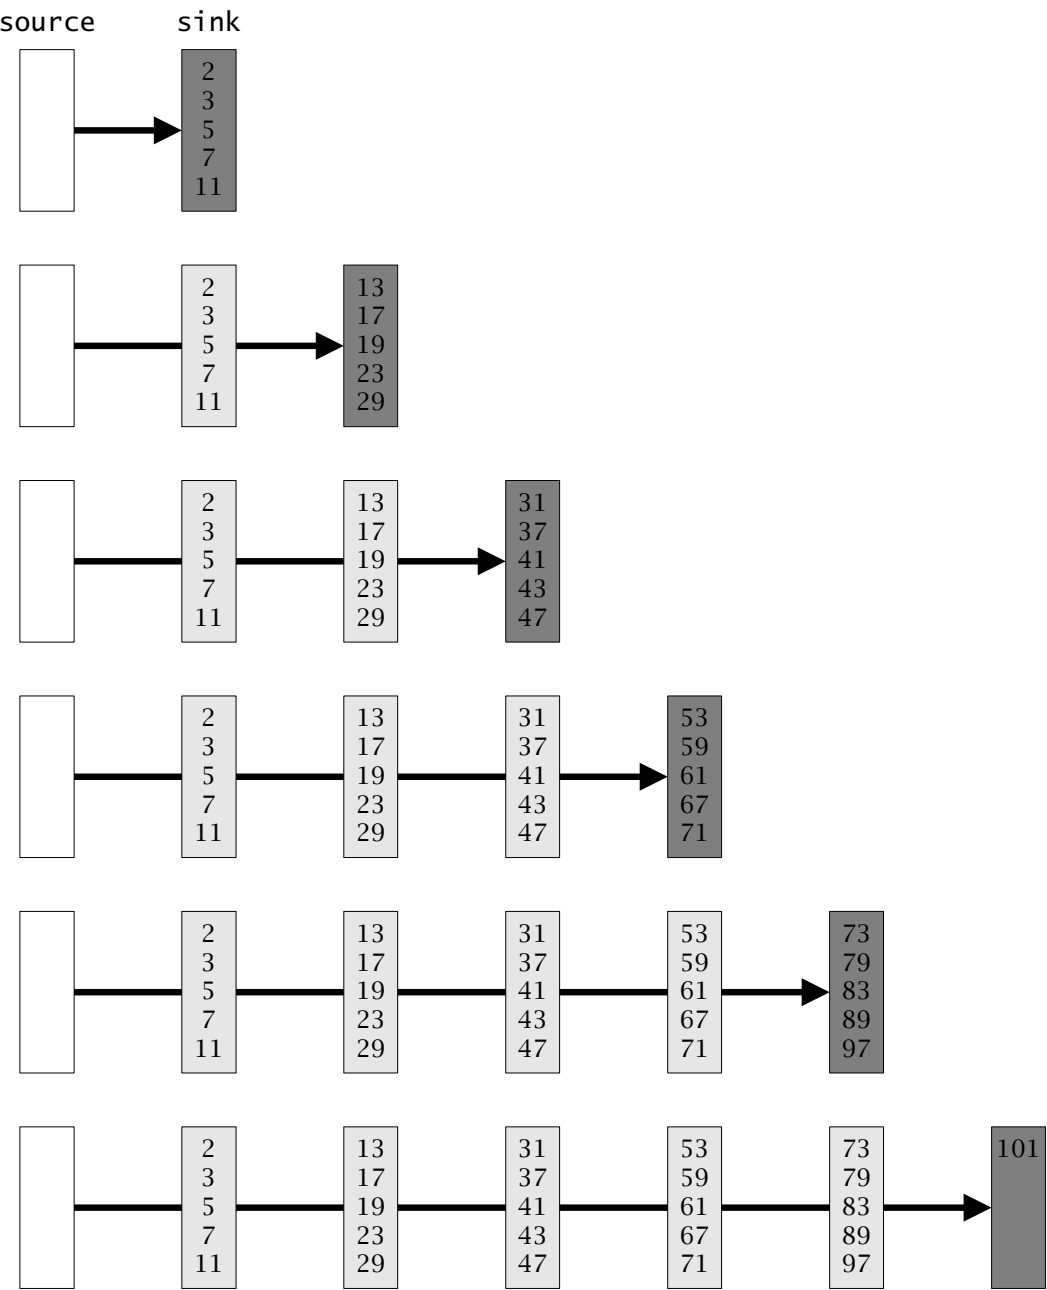 source sink
2
3
5
7
11
2 13
3 17
5 19
7 23
11 29
2 13 31
3 17 37
5 19 41
7 23 43
11 29 47
2 13 31 53
3 17 37 59
5 19 41 61
7 23 43 67
11 29 47 71
2 13 31 53 73
3 17 37 59 79
5 19 41 61 83
7 23 43 67 89
11 29 47 71 97
2 13 31 53 73 101
3 17 37 59 79
5 19 41 61 83
7 23 43 67 89
11 29 47 71 97